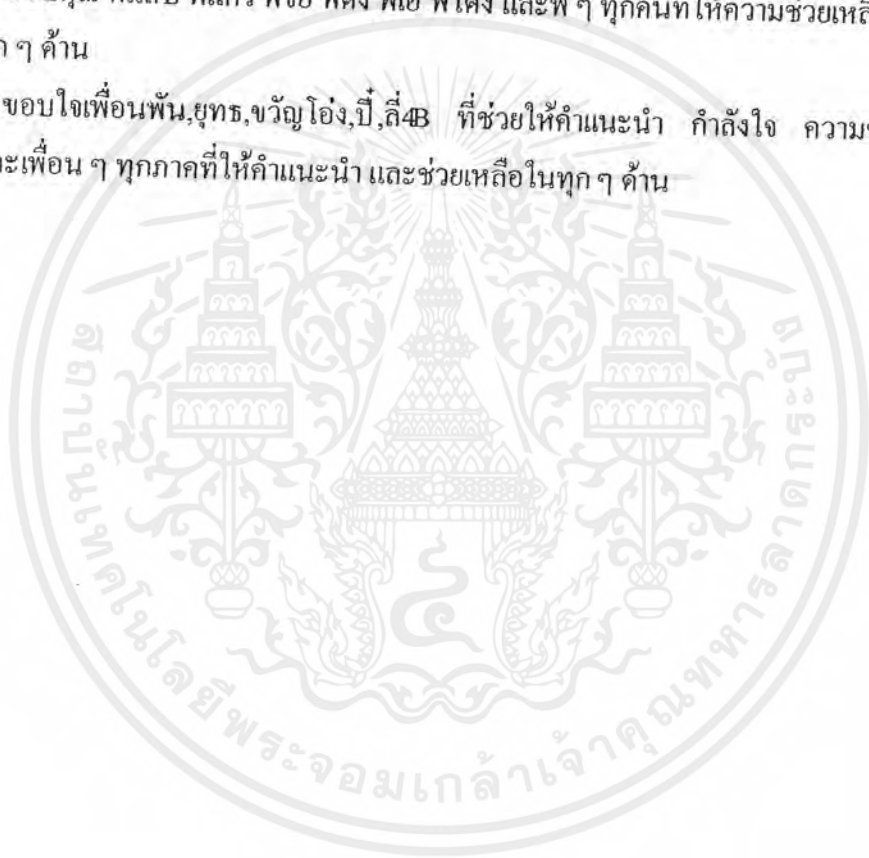 และพี่ ๆ ทุกคนที่ให้ความช่วยเหลื
ๆ ด้าน
ขอบใจเพื่อนพัน,ยุทธ,ขวัญโอ่ง,ปี๋,ลี่4B ที่ช่วยให้คำแนะนำ กำลังใจ ความ
ะเพื่อน ๆ ทุกภาคที่ให้คำแนะนำ และช่วยเหลือในทุก ๆ ด้าน
สถาบันเทคโนโลยีพระจอมเกล้าเจ้าคุณทหารลาดกระบัง